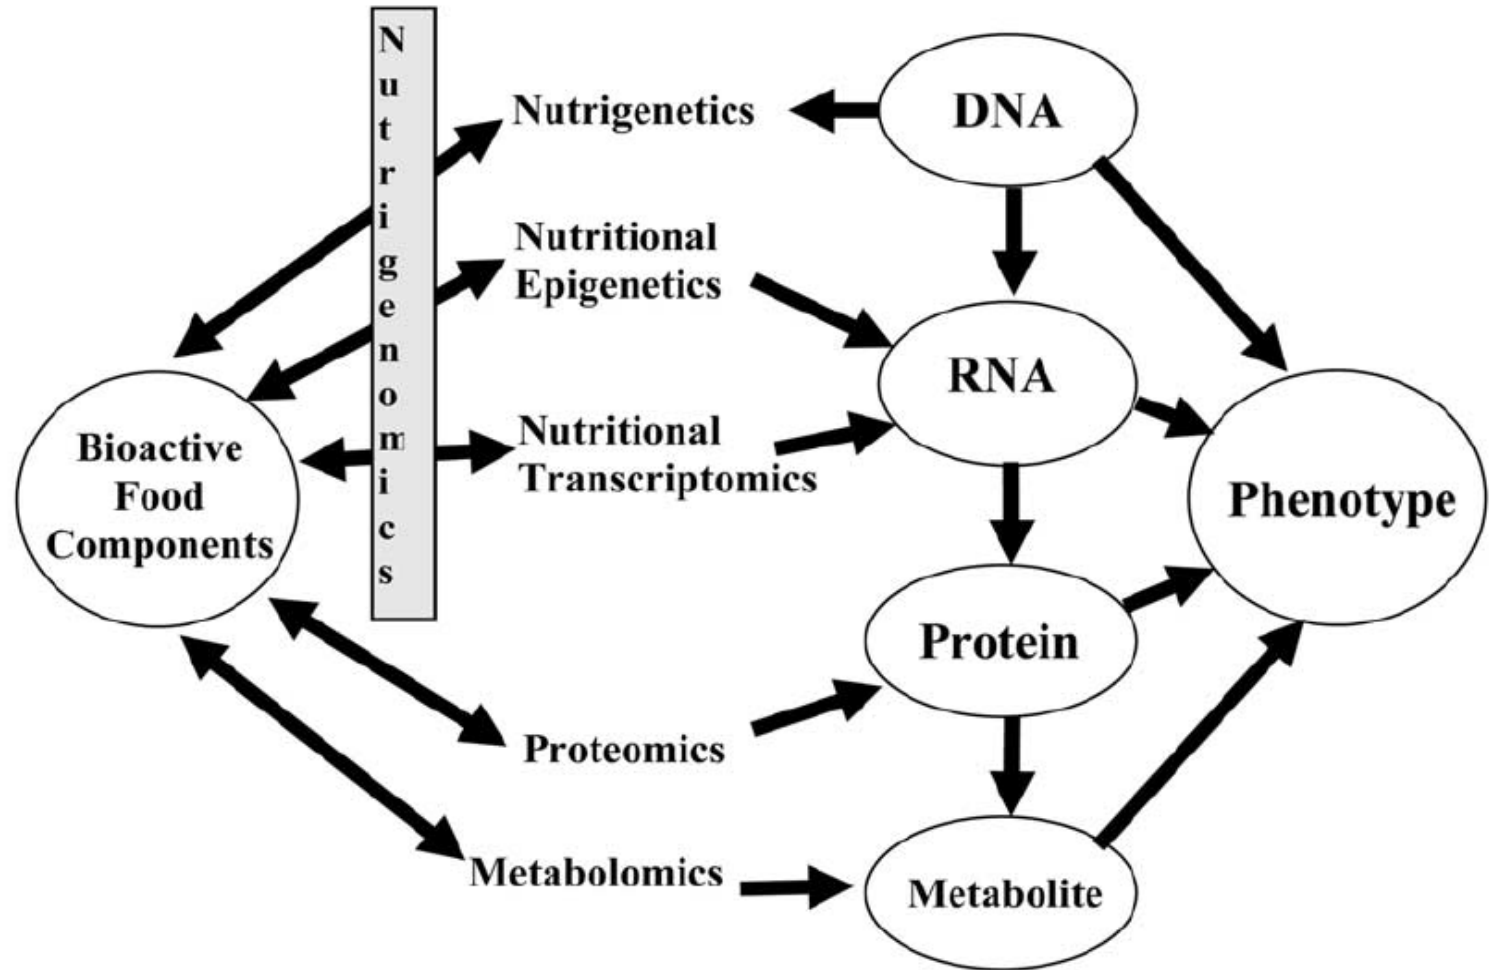 Nutrigenomics
Nutrigenetics
DNA
Nutritional
Epigenetics
RNA
Nutritional
Transcriptomics
Bioactive
Food
Components
Phenotype
Protein
Proteomics
Metabolomics
Metabolite